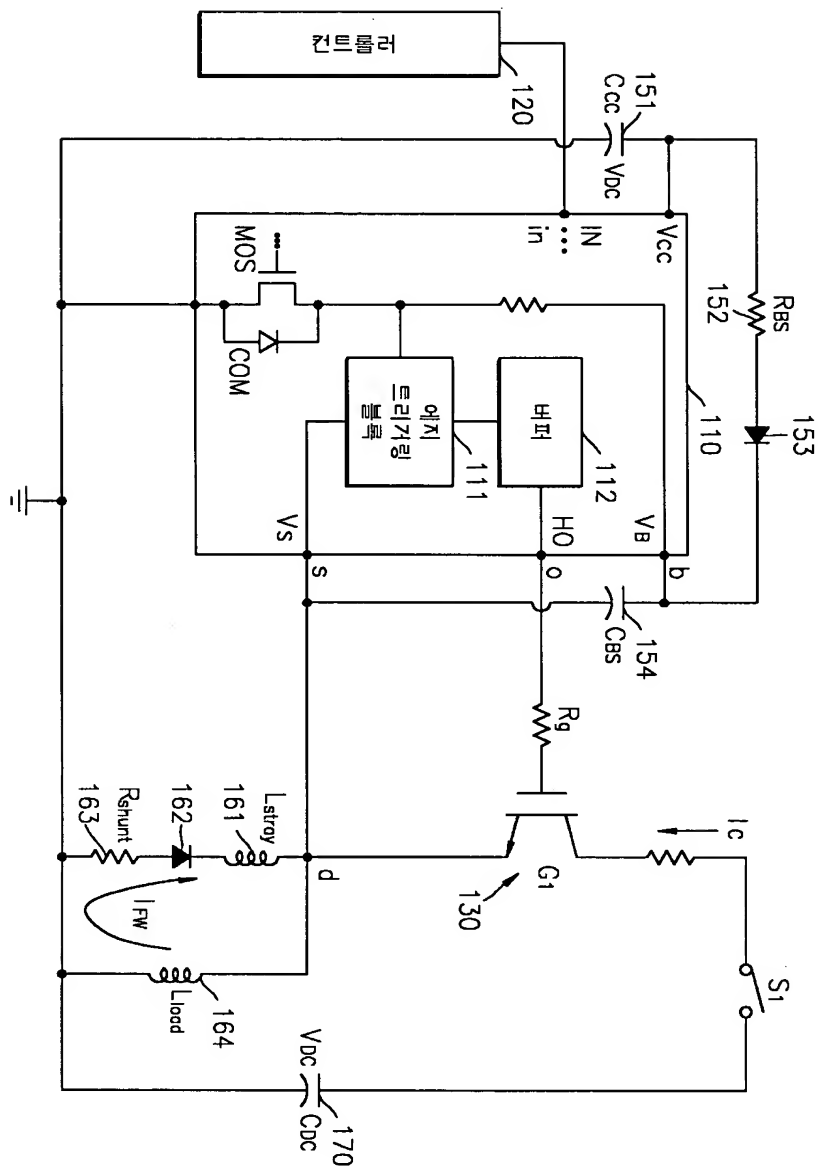 컨트롤러
120
151
CCC
VDC
IN
...
in
VCC
RBS
152
153
110
MOS
...
COM
에지
트리거링
블록
111
버퍼
112
VS
s
HO
o
VB
b
154
CBS
Rg
G1
130
IC
S1
Rshunt
163
162
161
Lstray
d
IFW
Lload
164
VDC
CDC
170